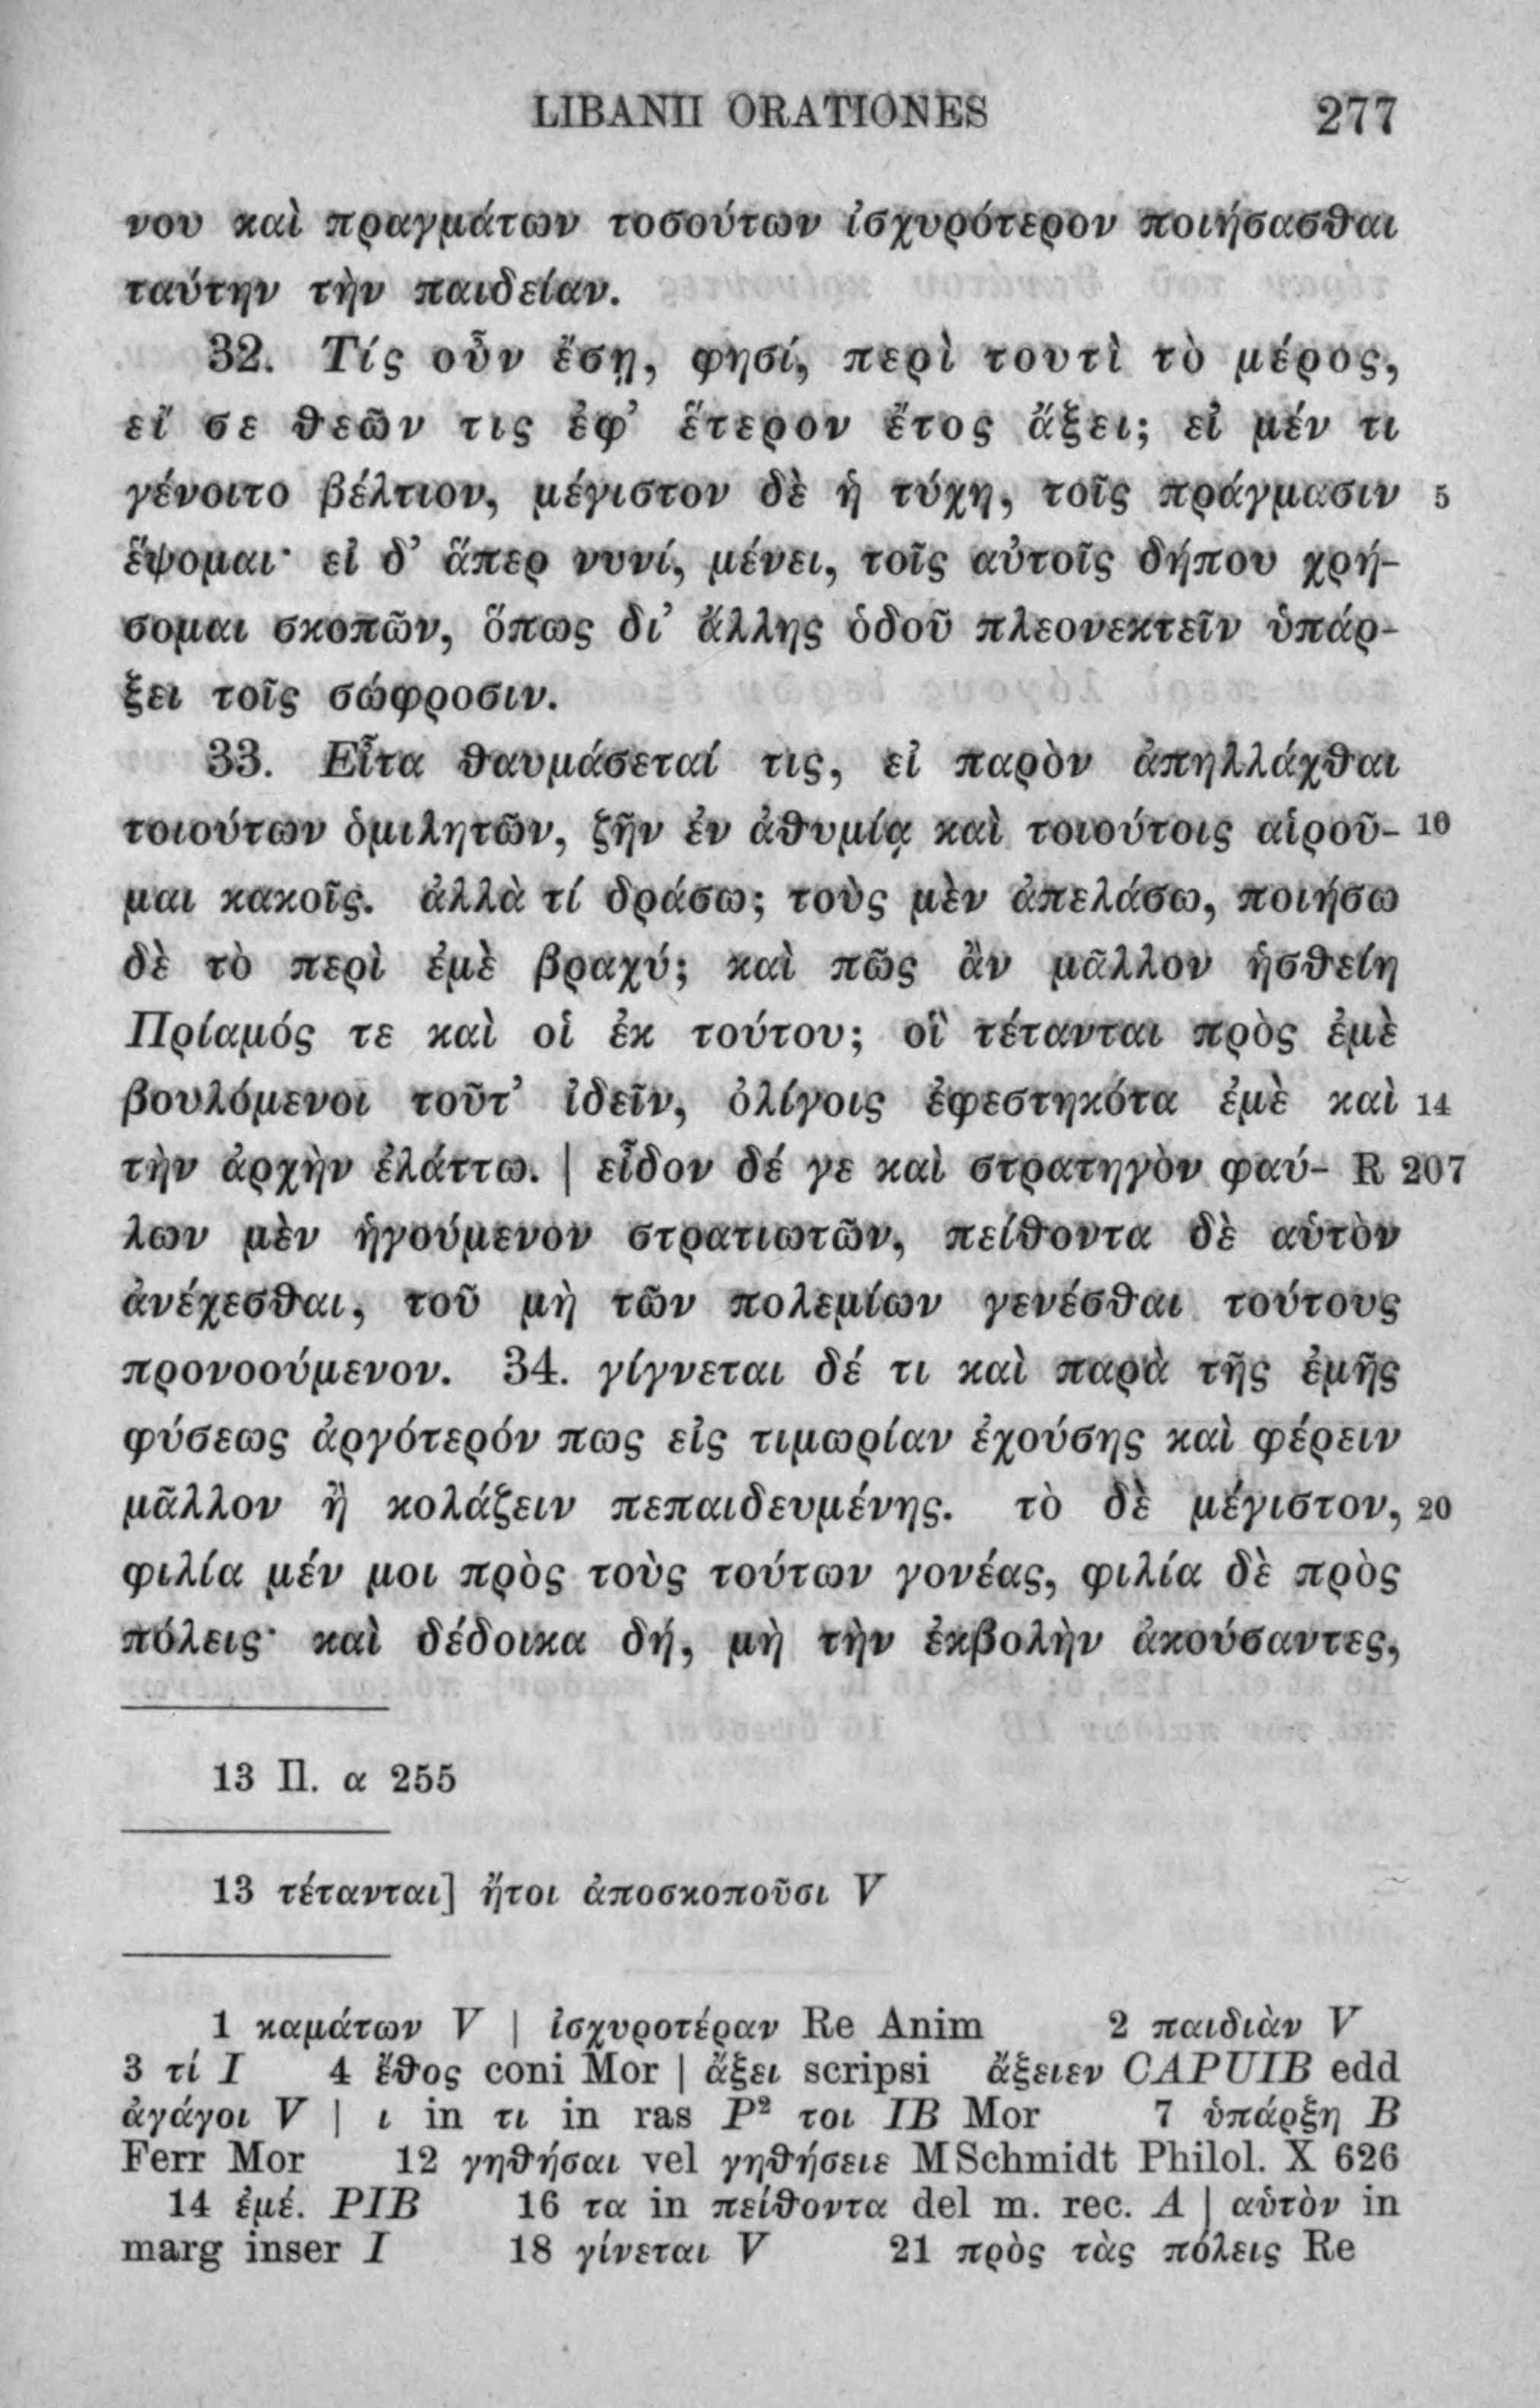 LIBANII ORATIONES 277
νου καὶ πραγμάτων τοσούτων ἰσχυρότερον ποιήσασθαι
ταύτην τὴν παιδείαν.
32. Τίς οὖν ἔσῃ, φησί, περὶ τουτὶ τὸ μέρος,
εἴ σε θεῶν τις ἐφ’ ἕτερον ἔτος ἄξει; εἰ μέν τι
γένοιτο βέλτιον, μέγιστον δὲ ἡ τύχη, τοῖς πράγμασιν 5
ἕψομαι· εἰ δ’ ἅπερ νυνί, μένει, τοῖς αὐτοῖς δήπου χρή-
σομαι σκοπῶν, ὅπως δι’ ἄλλης ὁδοῦ πλεονεκτεῖν ὑπάρ-
ξει τοῖς σώφροσιν.
33. Εἶτα θαυμάσεταί τις, εἰ παρὸν ἀπηλλάχθαι
τοιούτων ὁμιλητῶν, ζῆν ἐν ἀθυμίᾳ καὶ τοιούτοις αἱροῦ- 10
μαι κακοῖς. ἀλλὰ τί δράσω; τοὺς μὲν ἀπελάσω, ποιήσω
δὲ τὸ περὶ ἐμὲ βραχύ; καὶ πῶς ἂν μᾶλλον ἡσθείη
Πρίαμός τε καὶ οἱ ἐκ τούτου; οἳ τέτανται πρὸς ἐμὲ
βουλόμενοι τοῦτ’ ἰδεῖν, ὀλίγοις ἐφεστηκότα ἐμὲ καὶ 14
τὴν ἀρχὴν ἐλάττω. | εἶδον δέ γε καὶ στρατηγὸν φαύ- R 207
λων μὲν ἡγούμενον στρατιωτῶν, πείθοντα δὲ αὑτὸν
ἀνέχεσθαι, τοῦ μὴ τῶν πολεμίων γενέσθαι τούτους
προνοούμενον. 34. γίγνεται δέ τι καὶ παρὰ τῆς ἐμῆς
φύσεως ἀργότερόν πως εἰς τιμωρίαν ἐχούσης καὶ φέρειν
μᾶλλον ἢ κολάζειν πεπαιδευμένης. τὸ δὲ μέγιστον, 20
φιλία μέν μοι πρὸς τοὺς τούτων γονέας, φιλία δὲ πρὸς
πόλεις· καὶ δέδοικα δή, μὴ τὴν ἐκβολὴν ἀκούσαντες,
13 Il. α 255
13 τέτανται] ἤτοι ἀποσκοποῦσι V
1 καμάτων V | ἰσχυροτέραν Re Anim 2 παιδιὰν V
3 τί I 4 ἔθος coni Mor | ἄξει scripsi ἄξειεν CAPUIB edd
ἀγάγοι V | ι in τι in ras P² τοι IB Mor 7 ὑπάρξη B
Ferr Mor 12 γηθήσαι vel γηθήσειε MSchmidt Philol. X 626
14 ἐμέ. PIB 16 τα in πείθοντα del m. rec. A | αὑτὸν in
marg inser I 18 γίνεται V 21 πρὸς τὰς πόλεις Re